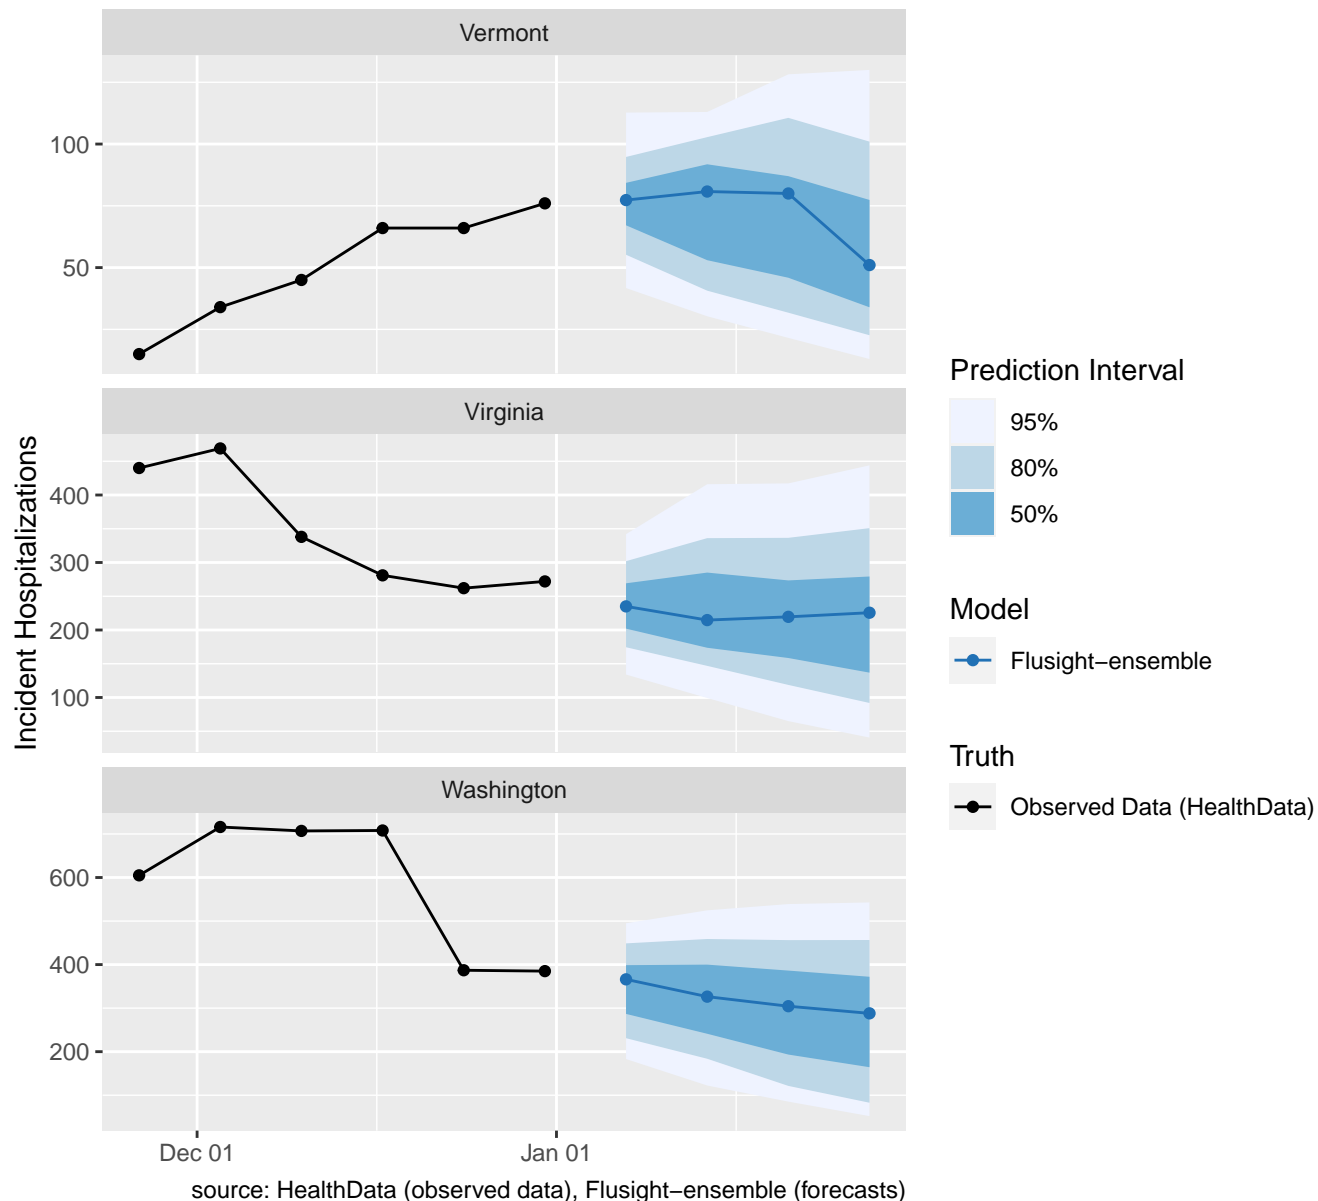 Vermont
100
50
Virginia
400
300
200
100
Washington
600
400
200
Incident Hospitalizations
Dec 01
Jan 01
source: HealthData (observed data), Flusight−ensemble (forecasts)
Prediction Interval
95%
80%
50%
Model
Flusight−ensemble
Truth
Observed Data (HealthData)